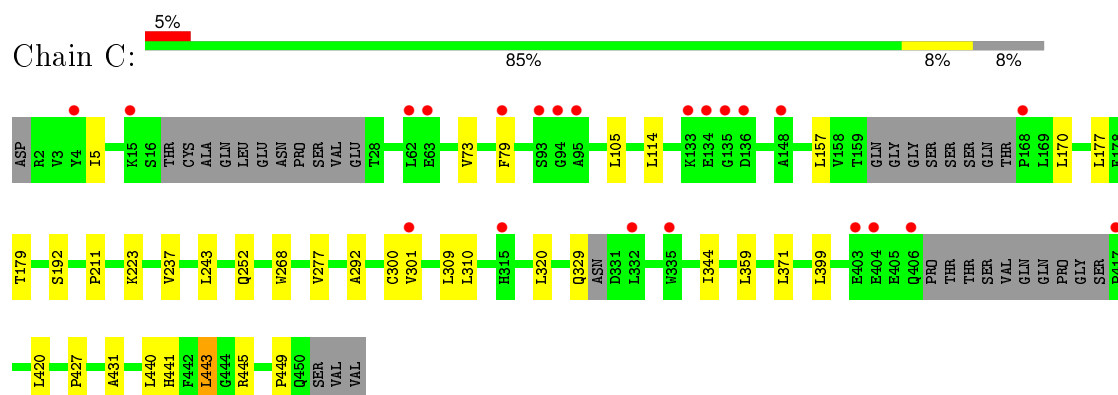 5%
Chain C:
85%
8%
8%
ASP R2 V3 Y4 I5 K15 S16 THR CYS ALA GLN LEU GLU ASN PRO SER VAL GLU T28 L62 E63 V73 F79 S93 G94 A95 L105 L114 K133 E134 G135 D136 A148 L157 V158 T159 GLN GLY GLY SER SER SER GLN THR P168 L169 L170 L177
T179 S192 P211 K223 V237 L243 Q252 W268 V277 A292 C300 V301 L309 L310 H315 L320 Q329 ASN D331 L332 W335 I344 L359 L371 L399 E403 E404 E405 Q406 PRO THR THR SER VAL GLN GLN PRO GLY SER
L420 P427 A431 L440 H441 F442 L443 G444 R445 P449 Q450 SER VAL VAL